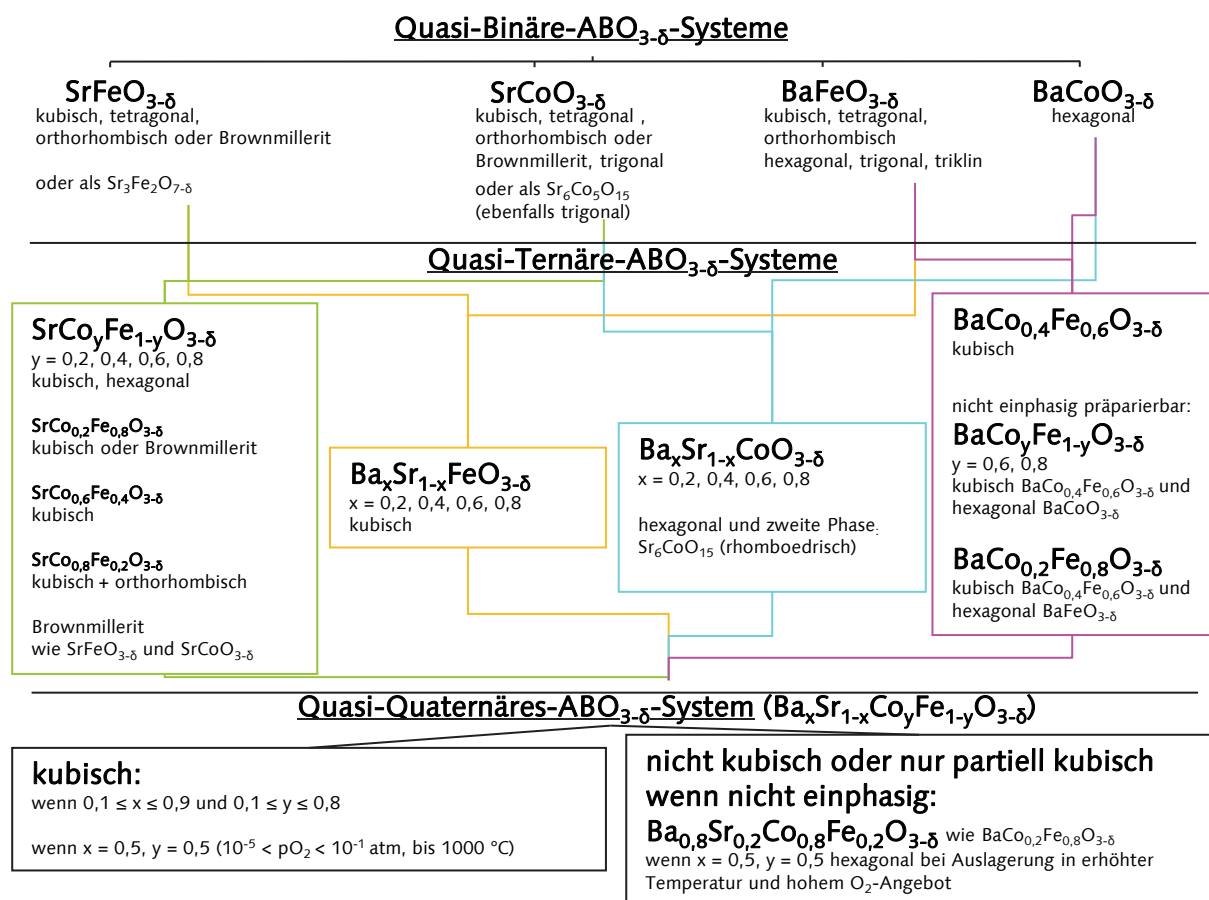 Quasi-Binäre-ABO₃₋δ-Systeme
SrFeO₃₋δ
kubisch, tetragonal,
orthorhombisch oder Brownmillerit
oder als Sr₃Fe₂O₇₋δ
SrCoO₃₋δ
kubisch, tetragonal ,
orthorhombisch oder
Brownmillerit, trigonal
oder als Sr₆Co₅O₁₅
(ebenfalls trigonal)
BaFeO₃₋δ
kubisch, tetragonal,
orthorhombisch
hexagonal, trigonal, triklin
BaCoO₃₋δ
hexagonal
Quasi-Ternäre-ABO₃₋δ-Systeme
SrCoyFe₁₋yO₃₋δ
y = 0,2, 0,4, 0,6, 0,8
kubisch, hexagonal
SrCo₀,₂Fe₀,₈O₃₋δ
kubisch oder Brownmillerit
SrCo₀,₆Fe₀,₄O₃₋δ
kubisch
SrCo₀,₈Fe₀,₂O₃₋δ
kubisch + orthorhombisch
Brownmillerit
wie SrFeO₃₋δ und SrCoO₃₋δ
BaₓSr₁₋ₓFeO₃₋δ
x = 0,2, 0,4, 0,6, 0,8
kubisch
BaₓSr₁₋ₓCoO₃₋δ
x = 0,2, 0,4, 0,6, 0,8
hexagonal und zweite Phase:
Sr₆CoO₁₅ (rhomboedrisch)
BaCo₀,₄Fe₀,₆O₃₋δ
kubisch
nicht einphasig präparierbar:
BaCoyFe₁₋yO₃₋δ
y = 0,6, 0,8
kubisch BaCo₀,₄Fe₀,₆O₃₋δ und
hexagonal BaCoO₃₋δ
BaCo₀,₂Fe₀,₈O₃₋δ
kubisch BaCo₀,₄Fe₀,₆O₃₋δ und
hexagonal BaFeO₃₋δ
Quasi-Quaternäres-ABO₃₋δ-System (BaₓSr₁₋ₓCoyFe₁₋yO₃₋δ)
kubisch:
wenn 0,1 ≤ x ≤ 0,9 und 0,1 ≤ y ≤ 0,8
wenn x = 0,5, y = 0,5 (10⁻⁵ < pO₂ < 10⁻¹ atm, bis 1000 °C)
nicht kubisch oder nur partiell kubisch
wenn nicht einphasig:
Ba₀,₈Sr₀,₂Co₀,₈Fe₀,₂O₃₋δ wie BaCo₀,₂Fe₀,₈O₃₋δ
wenn x = 0,5, y = 0,5 hexagonal bei Auslagerung in erhöhter
Temperatur und hohem O₂-Angebot